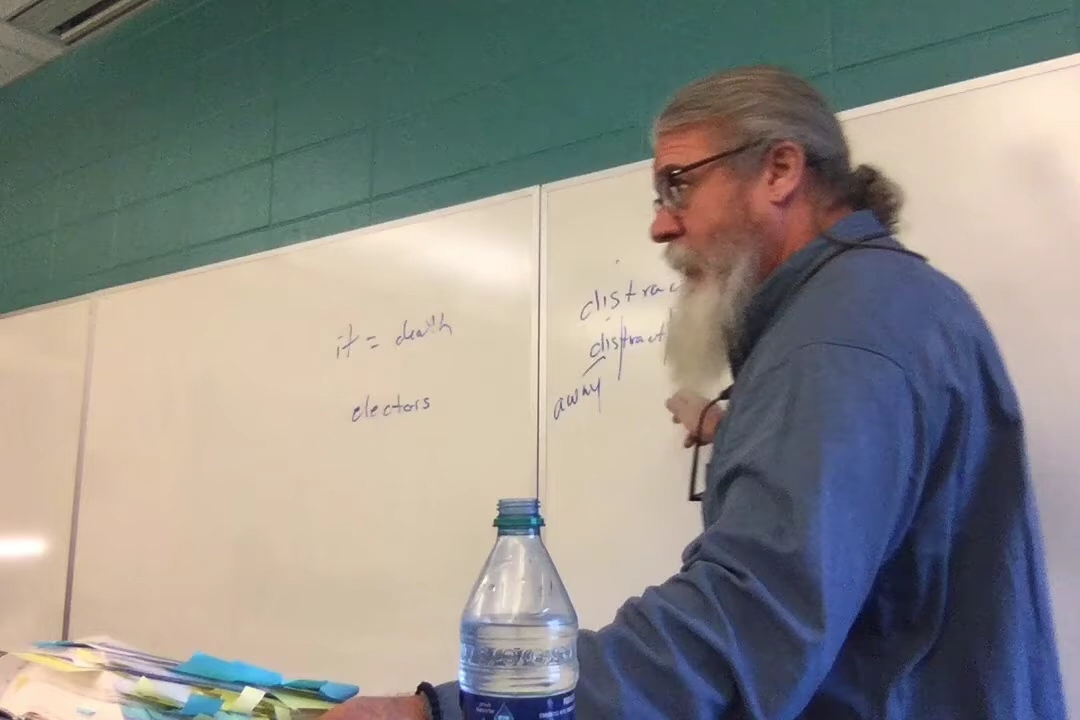 it = death
electors
distrac
distract
away